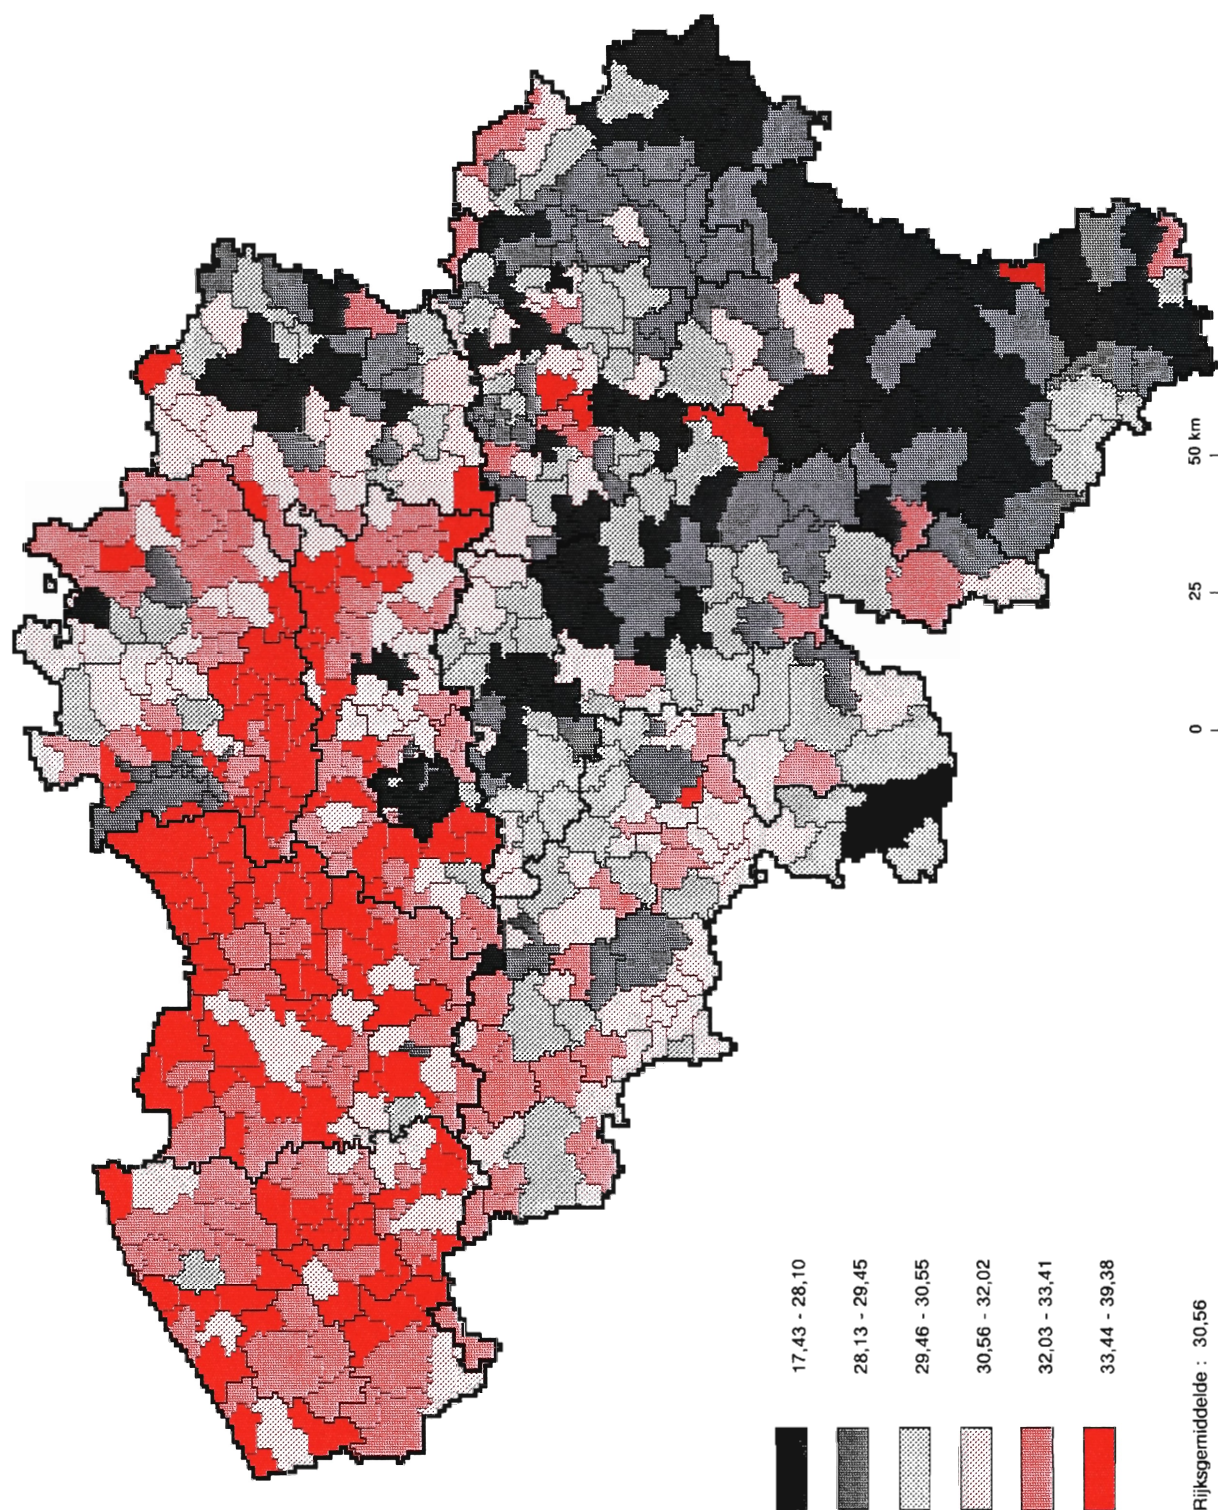 17,43 - 28,10
28,13 - 29,45
29,46 - 30,55
30,56 - 32,02
32,03 - 33,41
33,44 - 39,38
Rijksgemiddelde : 30,56
0 25 50 km